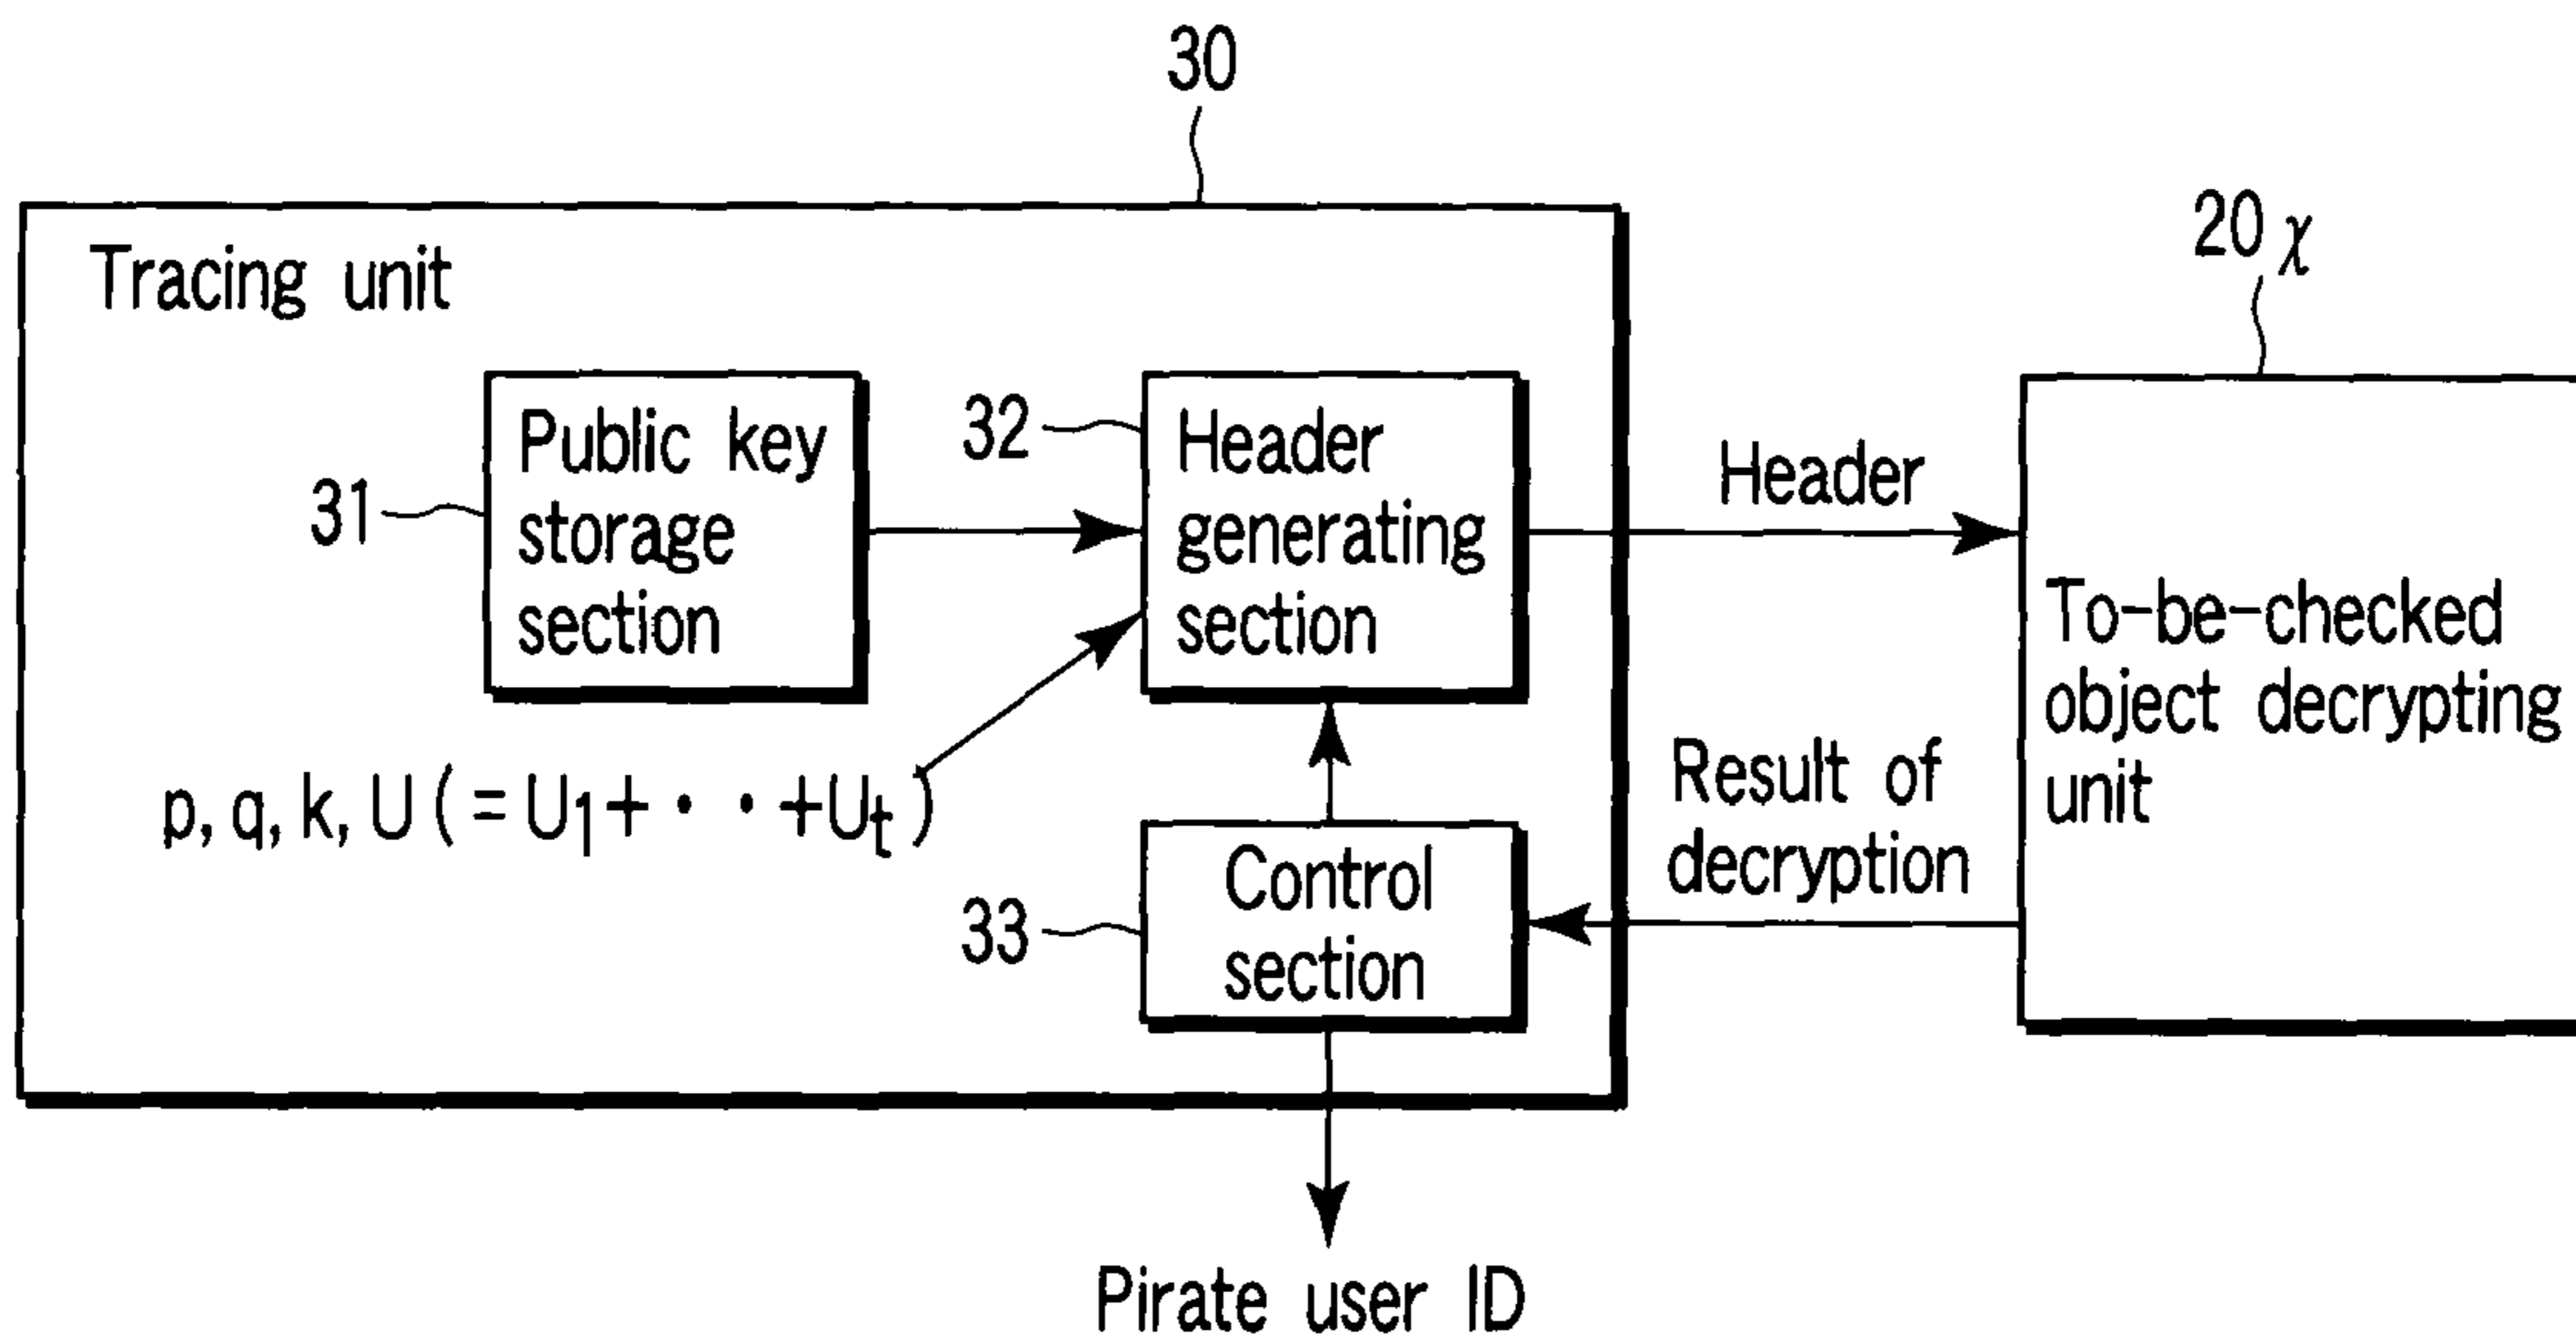 30
20 χ
Tracing unit
31
Public key
storage
section
32
Header
generating
section
Header
To-be-checked
object decrypting
unit
p, q, k, U (= U1 + · · + Ut)
33
Control
section
Result of
decryption
Pirate user ID